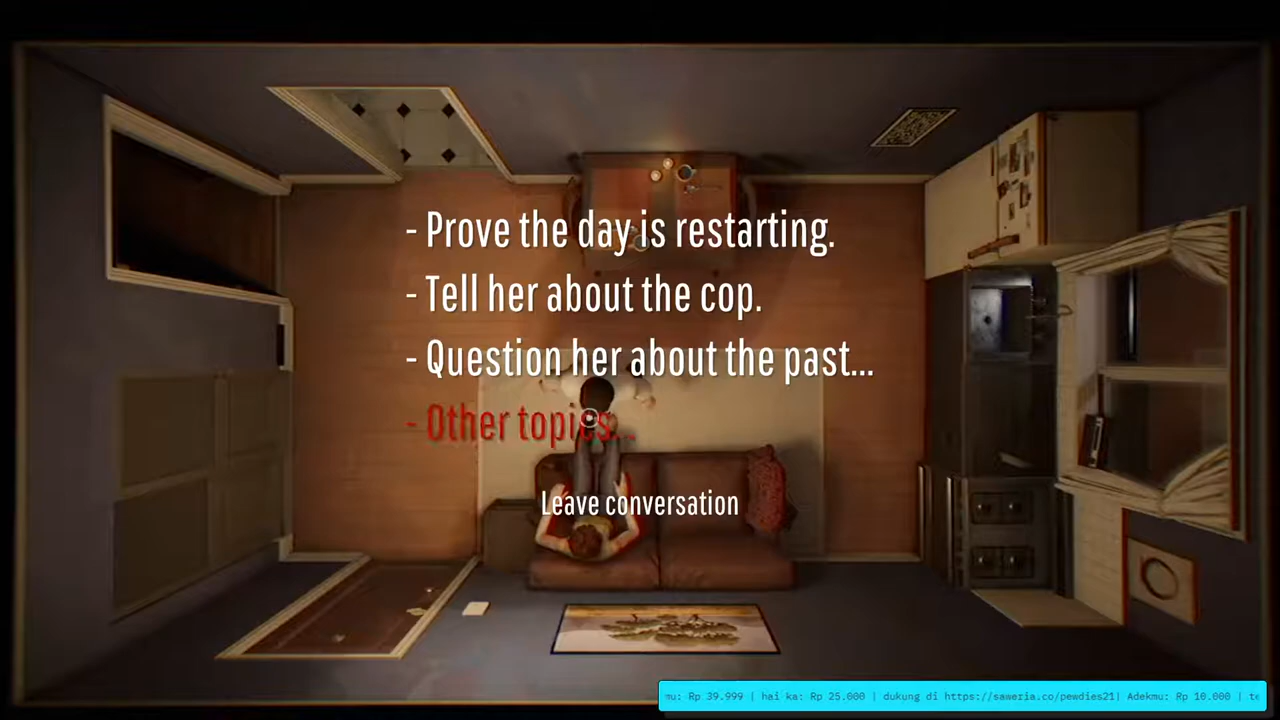 - Prove the day is restarting.
- Tell her about the cop.
- Question her about the past...
- Other topics...
Leave conversation
mu: Rp 39.999 | hai ka: Rp 25.000 | dukung di https://saweria.co/pewdies21| Adekmu: Rp 10.000 | te